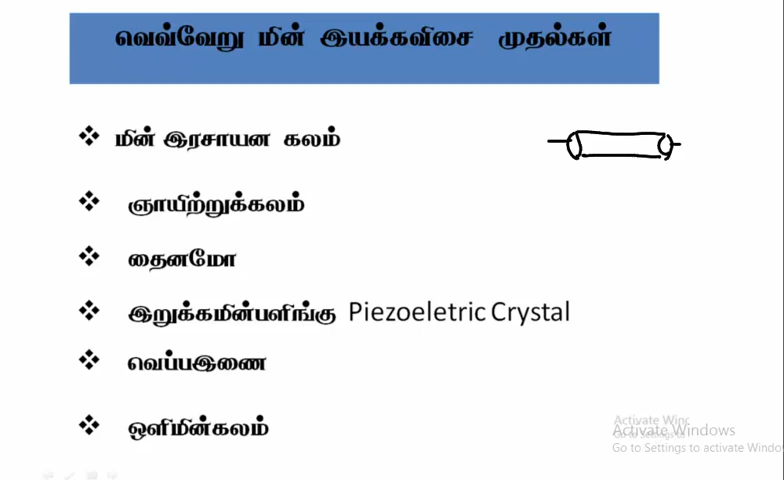 வெவ்வேறு மின் இயக்கவிசை முதல்கள்
❖ மின் இரசாயன கலம்
❖ ஞாயிற்றுக்கலம்
❖ தைனமோ
❖ இறுக்கமின்பளிங்கு Piezoeletric Crystal
❖ வெப்பஇணை
❖ ஒளிமின்கலம்
Activate Windows
Go to Settings to activate Windo